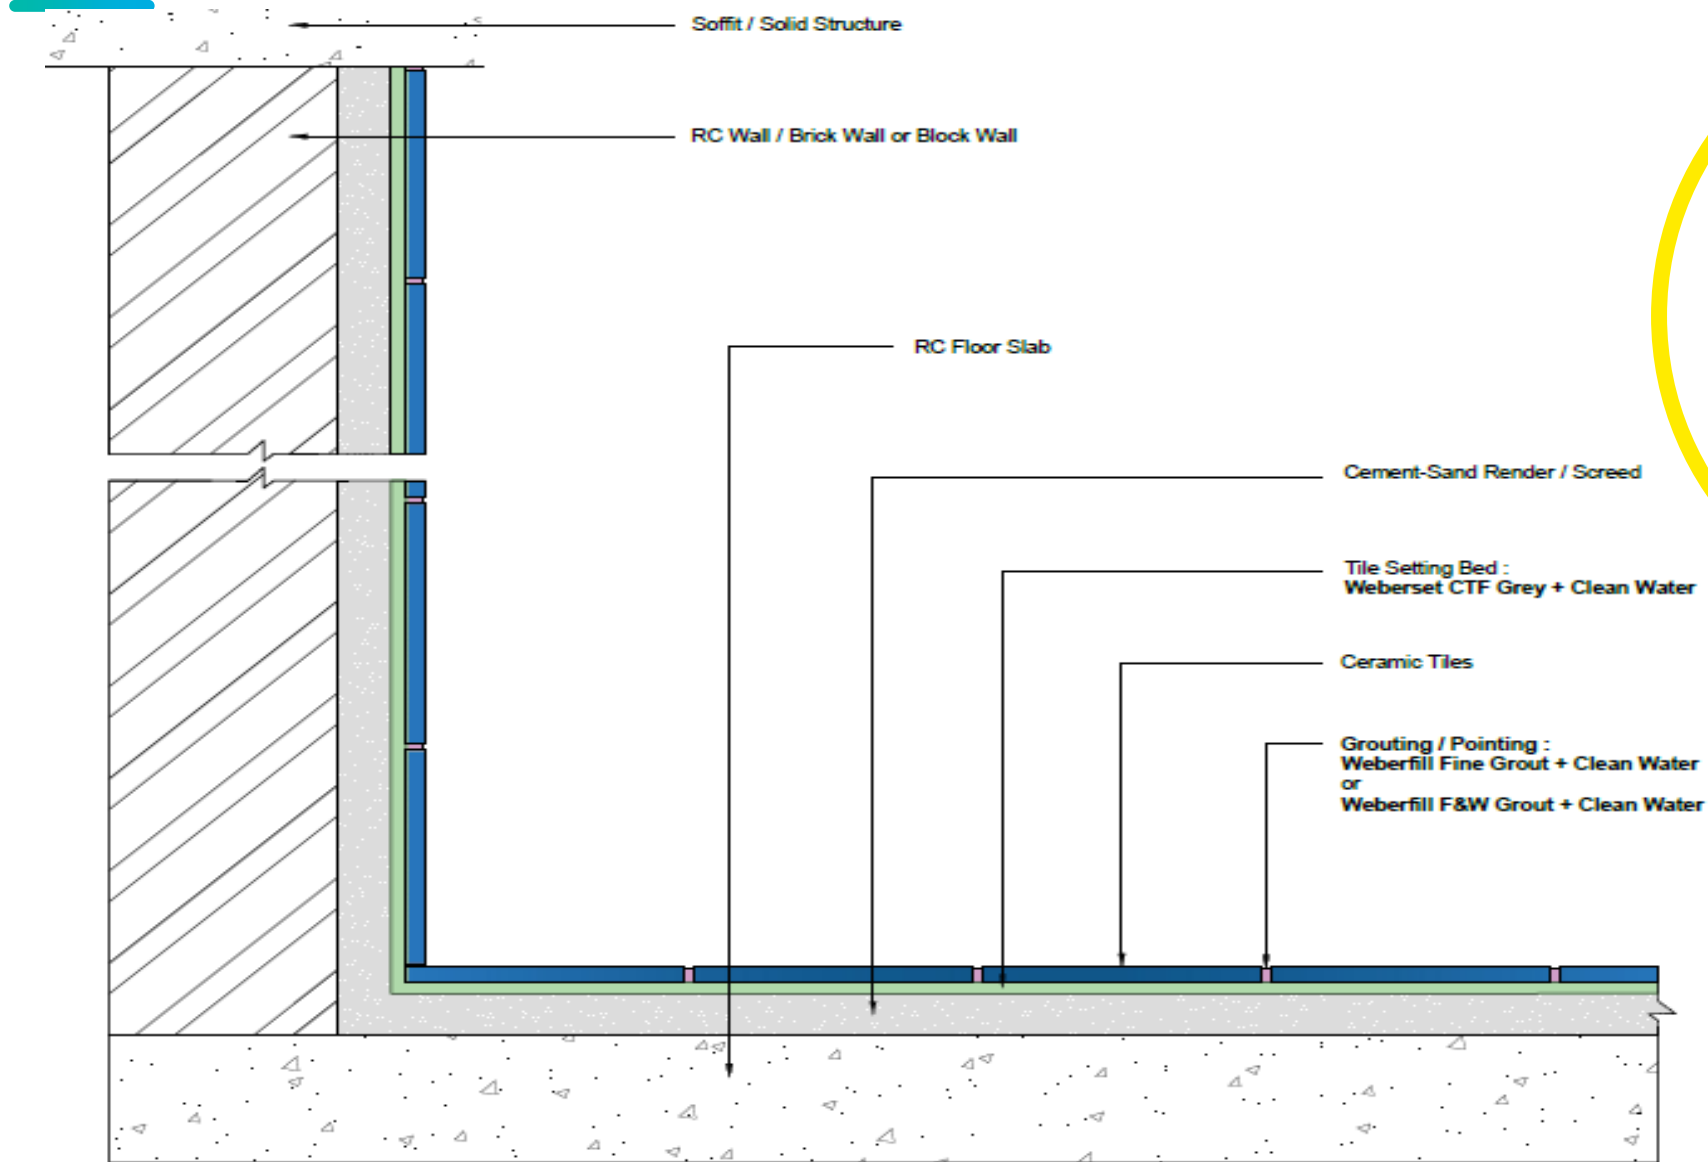 Soffit / Solid Structure
RC Wall / Brick Wall or Block Wall
RC Floor Slab
Cement-Sand Render / Screed
Tile Setting Bed :
Weberset CTF Grey + Clean Water
Ceramic Tiles
Grouting / Pointing :
Weberfill Fine Grout + Clean Water
or
Weberfill F&W Grout + Clean Water